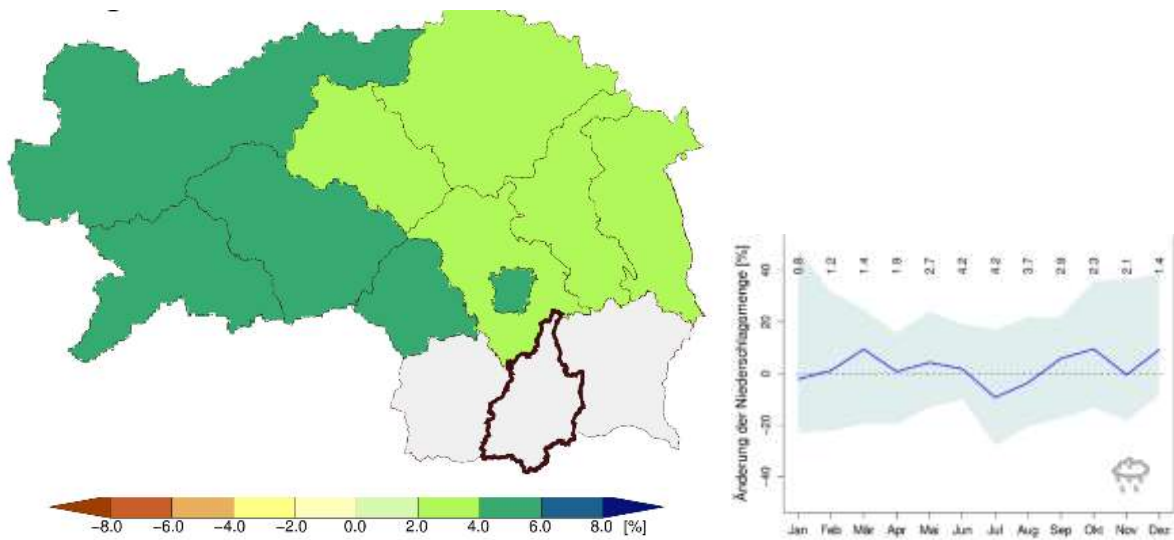 -8.0 -6.0 -4.0 -2.0 0.0 2.0 4.0 6.0 8.0 [%]
Änderung der Niederschlagsmenge [%]
40
20
0
-20
-40
0.8 1.2 1.4 1.9 2.7 4.2 4.2 3.7 2.9 2.3 2.1 1.4
Jan Feb Mär Apr Mai Jun Jul Aug Sep Okt Nov Dez